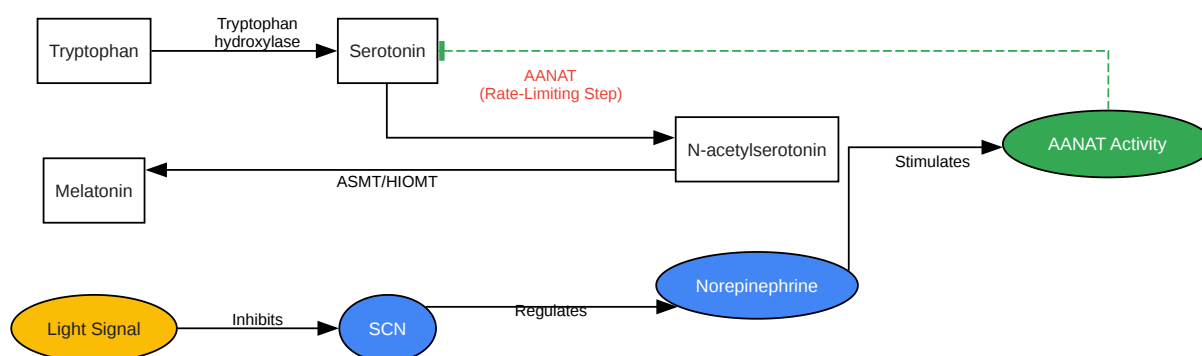 Tryptophan
Tryptophan
hydroxylase
Serotonin
AANAT
(Rate-Limiting Step)
N-acetylserotonin
AANAT Activity
Stimulates
Melatonin
ASMT/HIOMT
Norepinephrine
Light Signal
Inhibits
SCN
Regulates